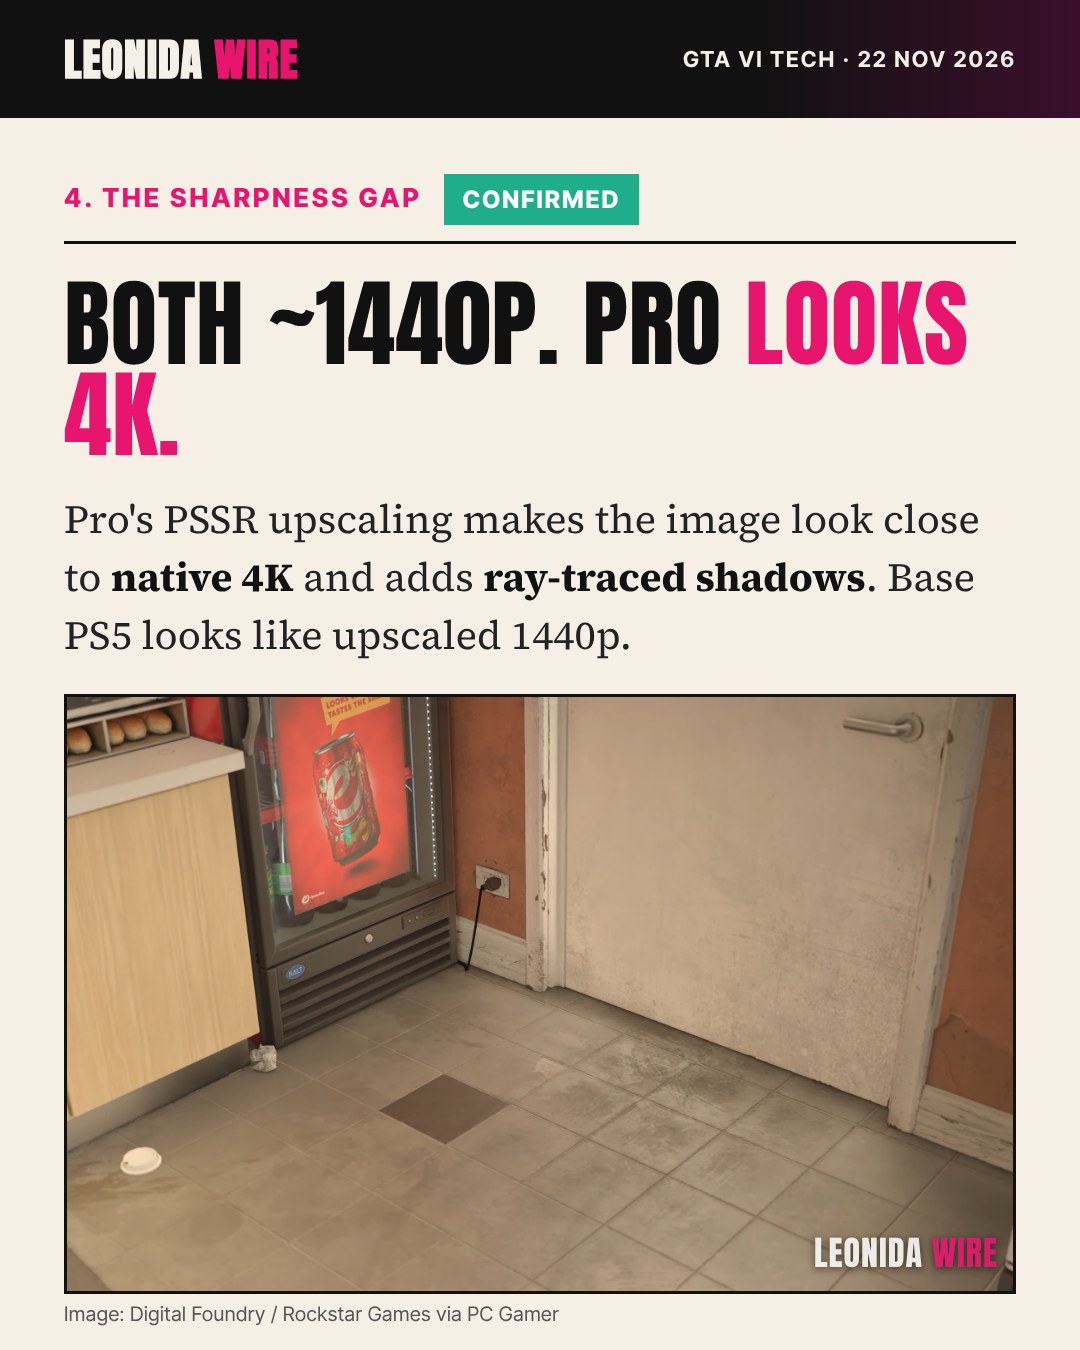 LEONIDA WIRE
GTA VI TECH · 22 NOV 2026
4. THE SHARPNESS GAP
CONFIRMED
BOTH ~1440P. PRO LOOKS
4K.
Pro's PSSR upscaling makes the image look close
to native 4K and adds ray-traced shadows. Base
PS5 looks like upscaled 1440p.
TASTES THE
LEONIDA WIRE
Image: Digital Foundry / Rockstar Games via PC Gamer